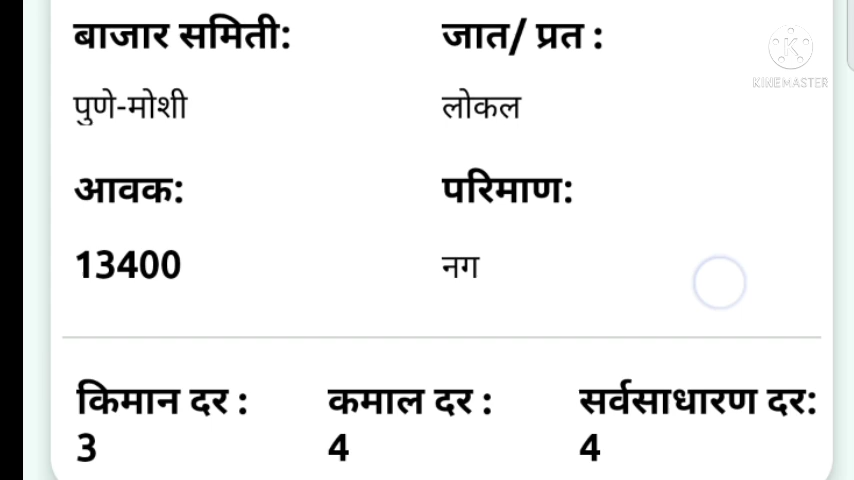 बाजार समिती: जात/ प्रत :
KINEMASTER
पुणे-मोशी लोकल
आवक: परिमाण:
13400 नग
किमान दर : कमाल दर : सर्वसाधारण दर:
3 4 4